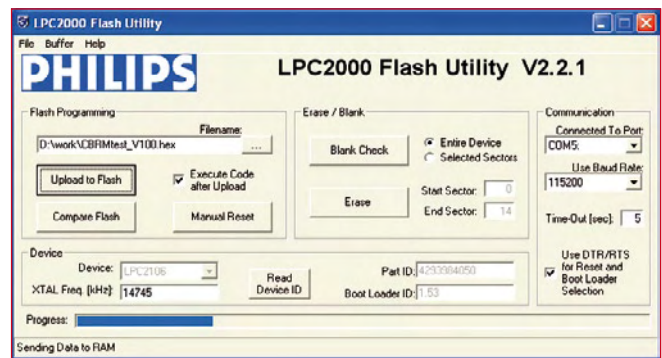 LPC2000 Flash Utility
File Buffer Help
PHILIPS
LPC2000 Flash Utility V2.2.1
Flash Programming
Filename:
D:\work\CBRMtest_V100.hex
...
Upload to Flash
Execute Code
after Upload
Compare Flash
Manual Reset
Erase / Blank
Blank Check
Entire Device
Selected Sectors
Erase
Start Sector: 0
End Sector: 14
Communication
Connected To Port:
COM5:
Use Baud Rate:
115200
Time-Out [sec]: 5
Use DTR/RTS
for Reset and
Boot Loader
Selection
Device
Device: LPC2106
XTAL Freq. [kHz]: 14745
Read
Device ID
Part ID: 4293984050
Boot Loader ID: 1.53
Progress:
Sending Data to RAM